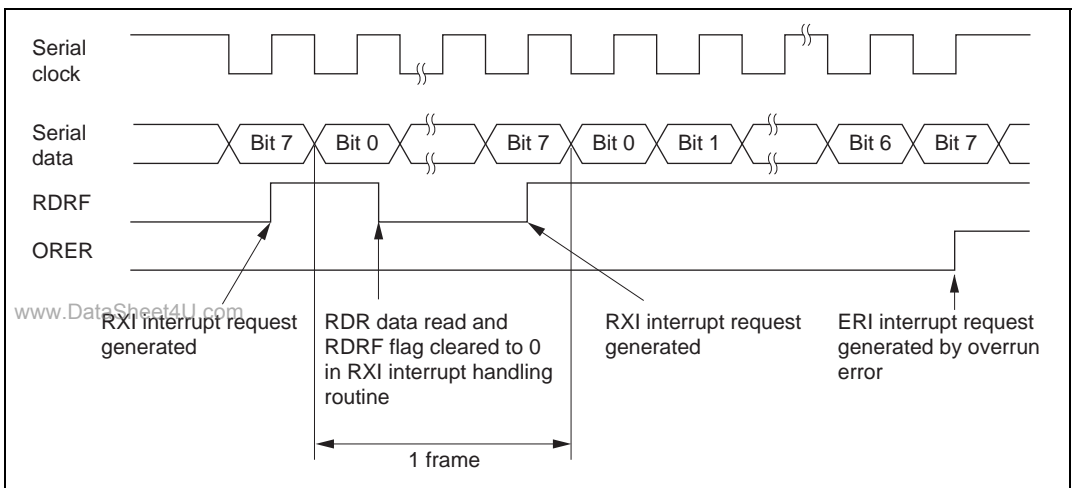 Serial
clock
Serial
data
Bit 7 Bit 0 Bit 7 Bit 0 Bit 1 Bit 6 Bit 7
RDRF
ORER
www.DataSheet4U.com
RXI interrupt request
generated
RDR data read and
RDRF flag cleared to 0
in RXI interrupt handling
routine
RXI interrupt request
generated
ERI interrupt request
generated by overrun
error
1 frame